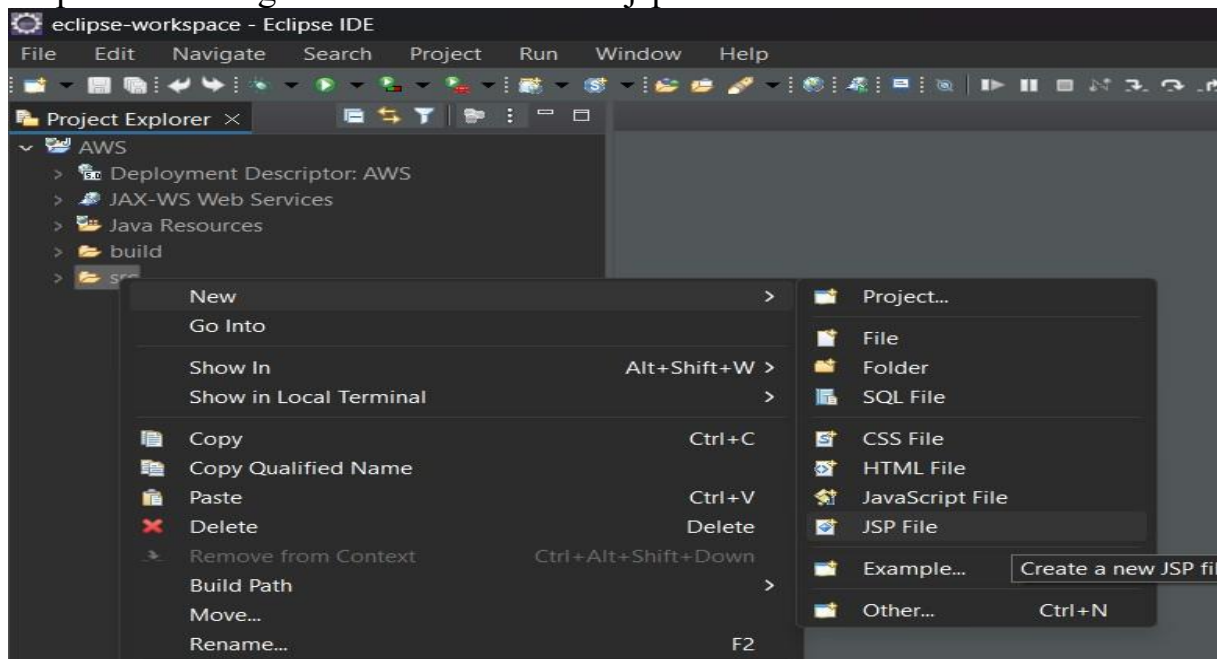 eclipse-workspace - Eclipse IDE
File Edit Navigate Search Project Run Window Help
Project Explorer
AWS
Deployment Descriptor: AWS
JAX-WS Web Services
Java Resources
build
src
New
Go Into
Show In Alt+Shift+W >
Show in Local Terminal
Copy Ctrl+C
Copy Qualified Name
Paste Ctrl+V
Delete Delete
Remove from Context Ctrl+Alt+Shift+Down
Build Path
Move...
Rename... F2
Project...
File
Folder
SQL File
CSS File
HTML File
JavaScript File
JSP File
Example...
Create a new JSP fil
Other... Ctrl+N